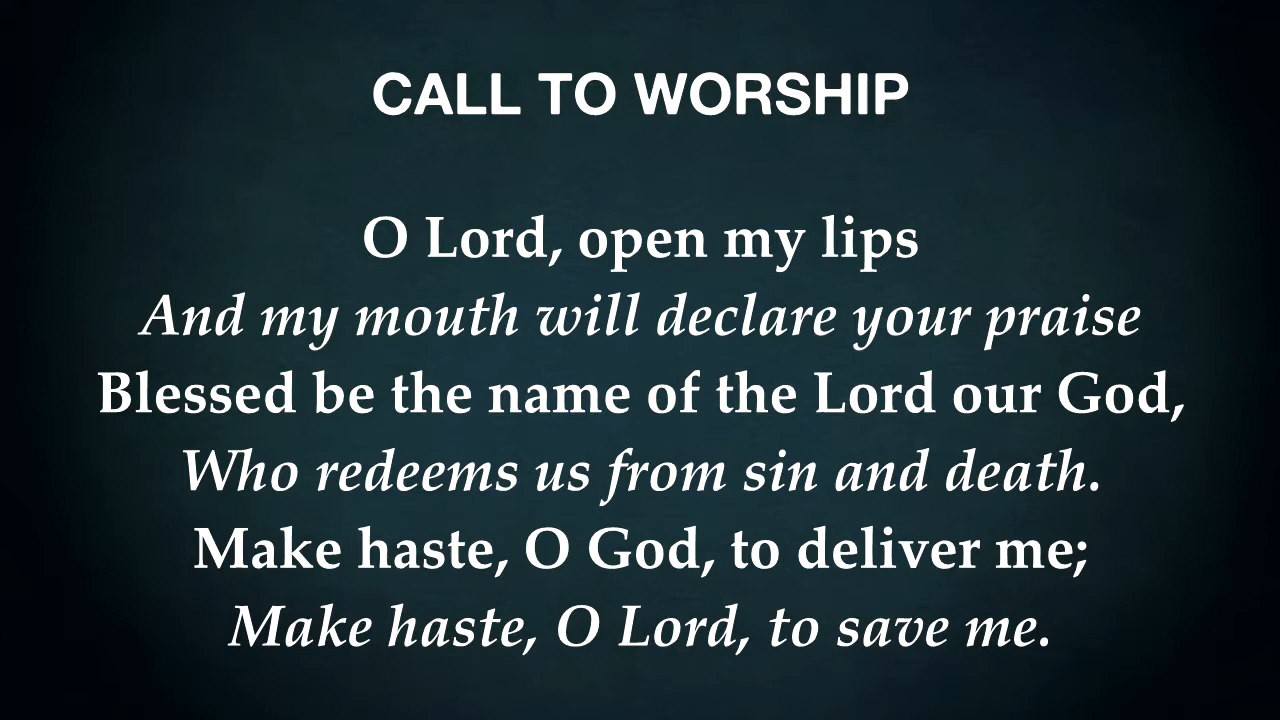 CALL TO WORSHIP
O Lord, open my lips
And my mouth will declare your praise
Blessed be the name of the Lord our God,
Who redeems us from sin and death.
Make haste, O God, to deliver me;
Make haste, O Lord, to save me.